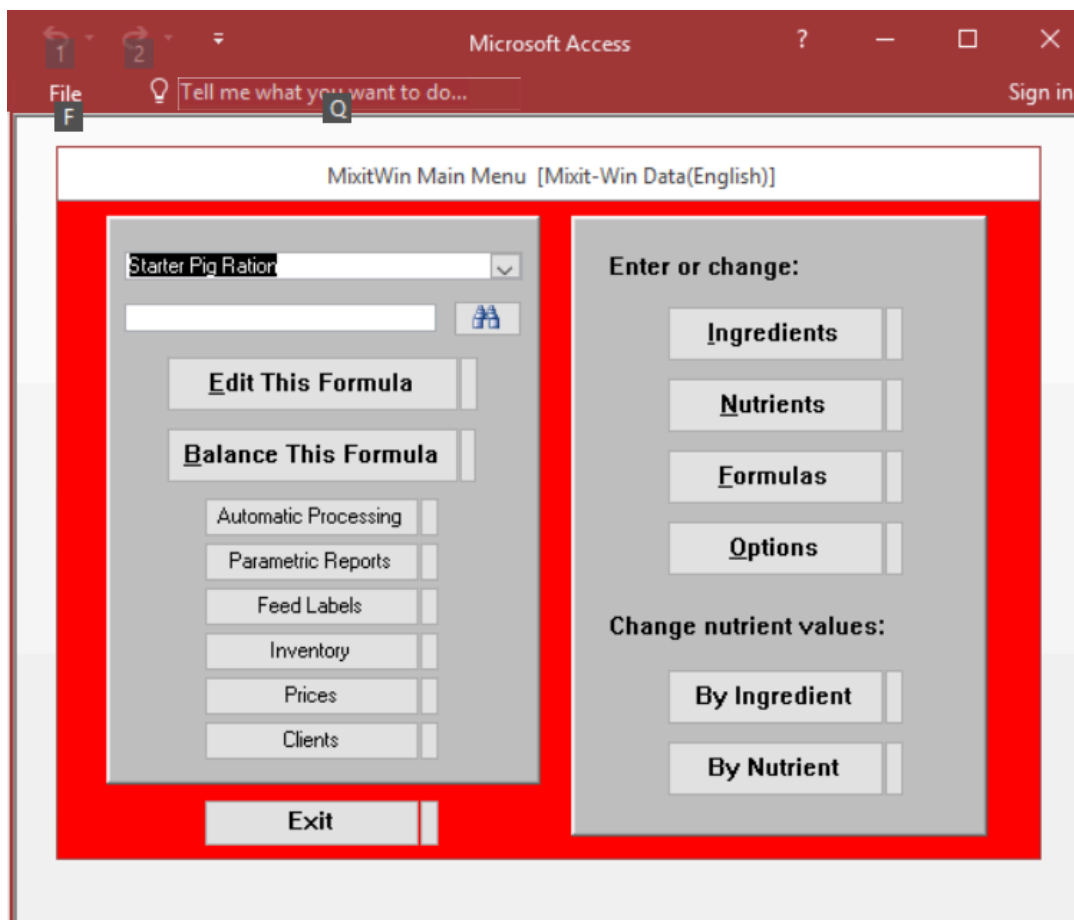 1 2 Microsoft Access ?
File Tell me what you want to do... Sign in
F Q
MixitWin Main Menu [Mixit-Win Data(English)]
Starter Pig Ration
Edit This Formula
Balance This Formula
Automatic Processing
Parametric Reports
Feed Labels
Inventory
Prices
Clients
Exit
Enter or change:
Ingredients
Nutrients
Formulas
Options
Change nutrient values:
By Ingredient
By Nutrient